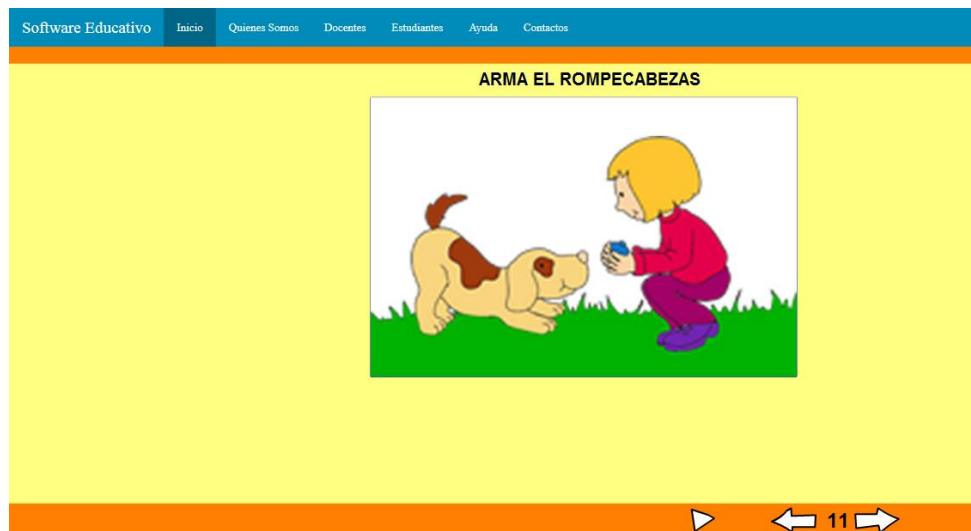 Software Educativo Inicio Quienes Somos Docentes Estudiantes Ayuda Contactos
ARMA EL ROMPECABEZAS
11